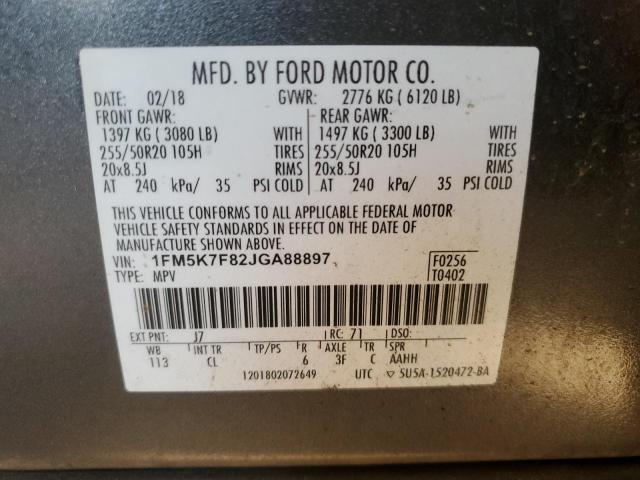 MFD. BY FORD MOTOR CO.
DATE: 02/18 GVWR: 2776 KG ( 6120 LB)
FRONT GAWR: REAR GAWR:
1397 KG ( 3080 LB) WITH 1497 KG ( 3300 LB) WITH
255/50R20 105H TIRES 255/50R20 105H TIRES
20x8.5J RIMS 20x8.5J RIMS
AT 240 kPa/ 35 PSI COLD AT 240 kPa/ 35 PSI COLD
THIS VEHICLE CONFORMS TO ALL APPLICABLE FEDERAL MOTOR
VEHICLE SAFETY STANDARDS IN EFFECT ON THE DATE OF
MANUFACTURE SHOWN ABOVE.
VIN: 1FM5K7F82JGA88897 F0256
TYPE: MPV T0402
EXT PNT: J7 RC: 71 DSO:
WB INT TR TP/PS R AXLE TR SPR
113 CL 6 3F C AAHH
1201802072649 UTC ▽ 5U5A-1520472-BA